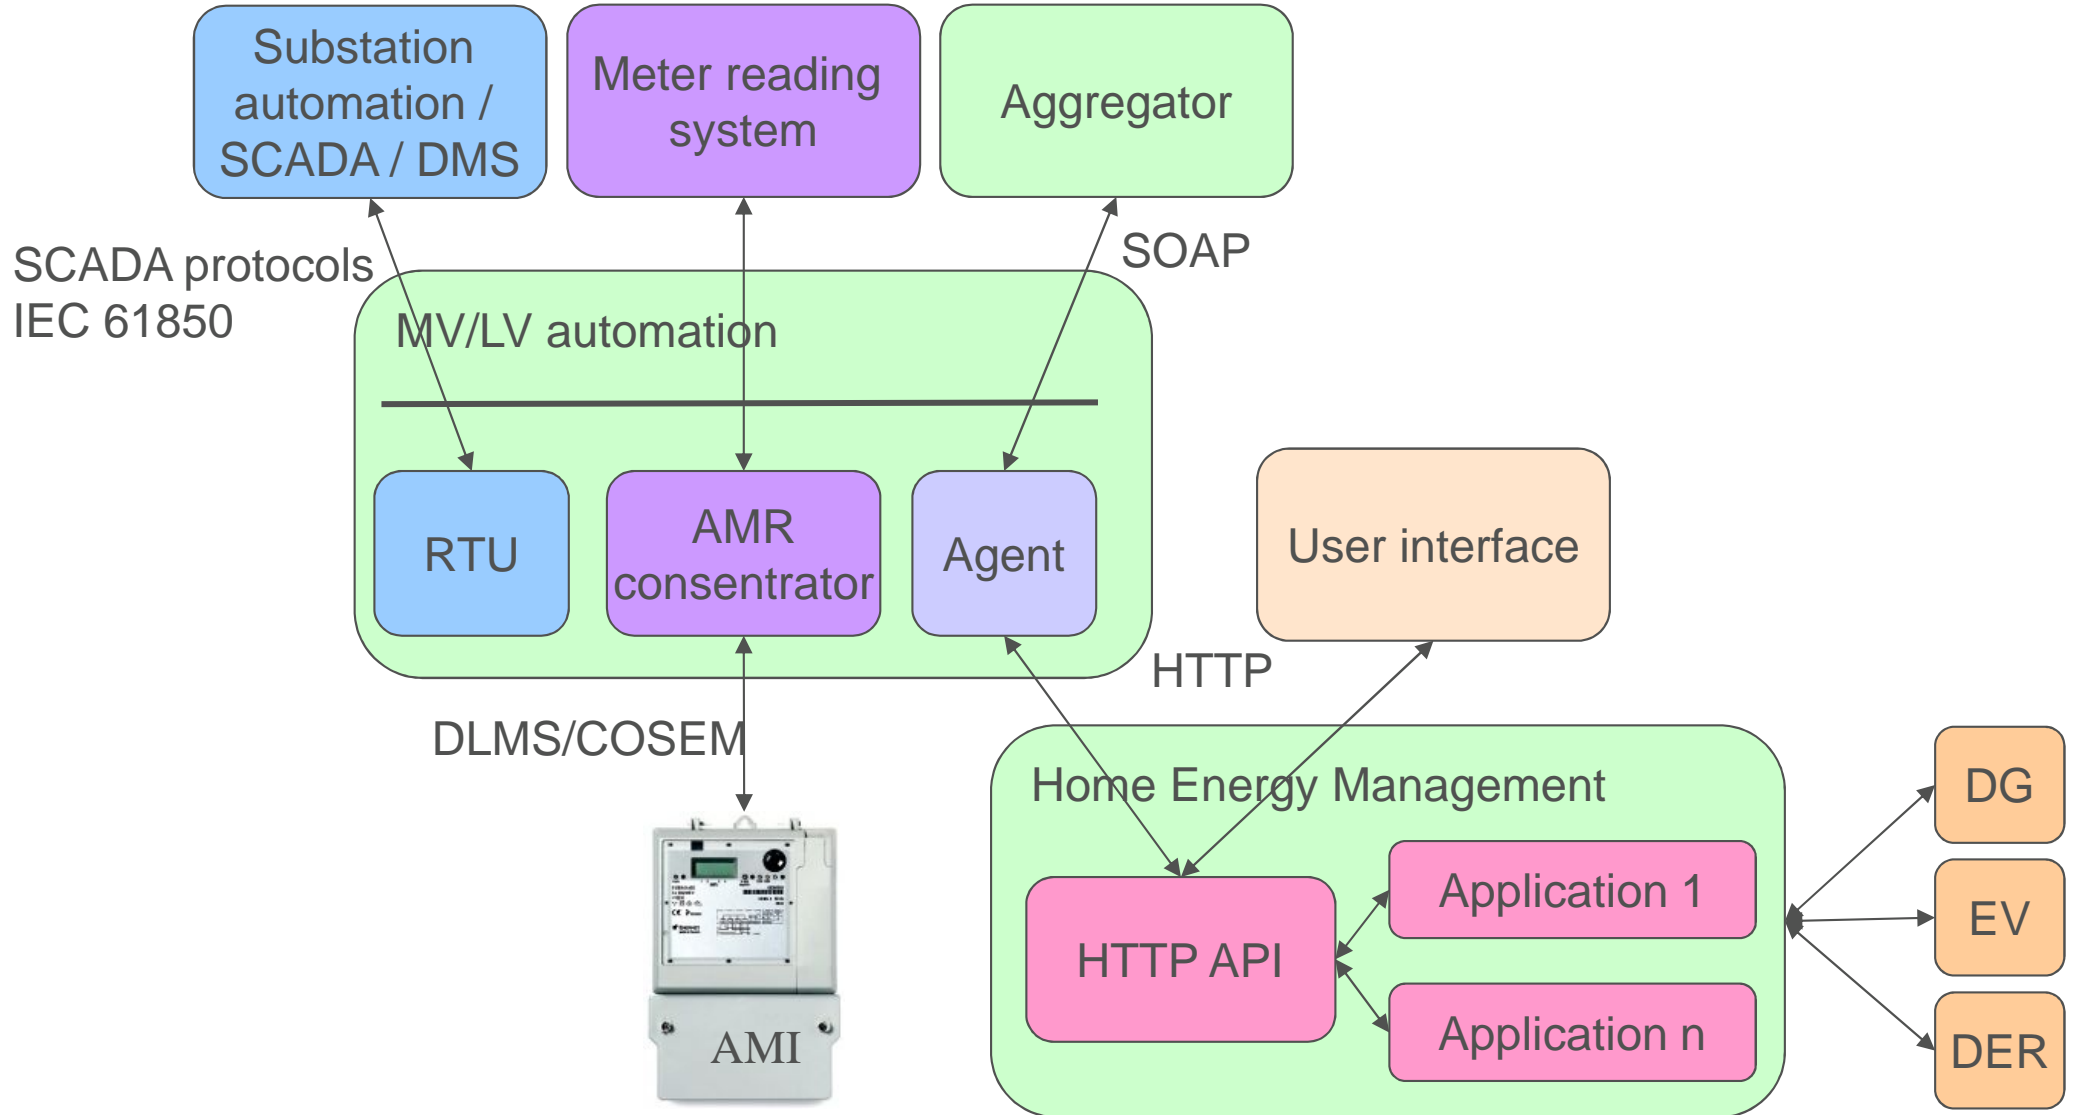 Substation
automation /
SCADA / DMS
Meter reading
system
Aggregator
SCADA protocols
IEC 61850
SOAP
MV/LV automation
RTU
AMR
consentrator
Agent
User interface
HTTP
DLMS/COSEM
Home Energy Management
HTTP API
Application 1
Application n
DG
EV
DER
AMI